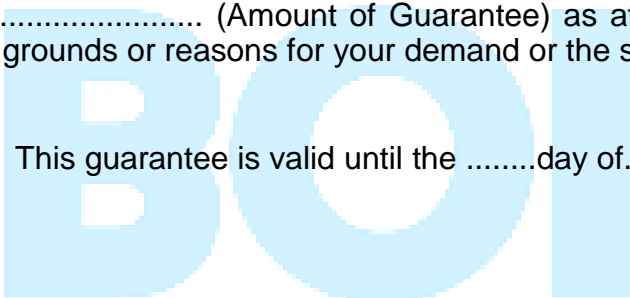 ....................... (Amount of Guarantee) as
grounds or reasons for your demand or the
This guarantee is valid until the ........day of.
BO